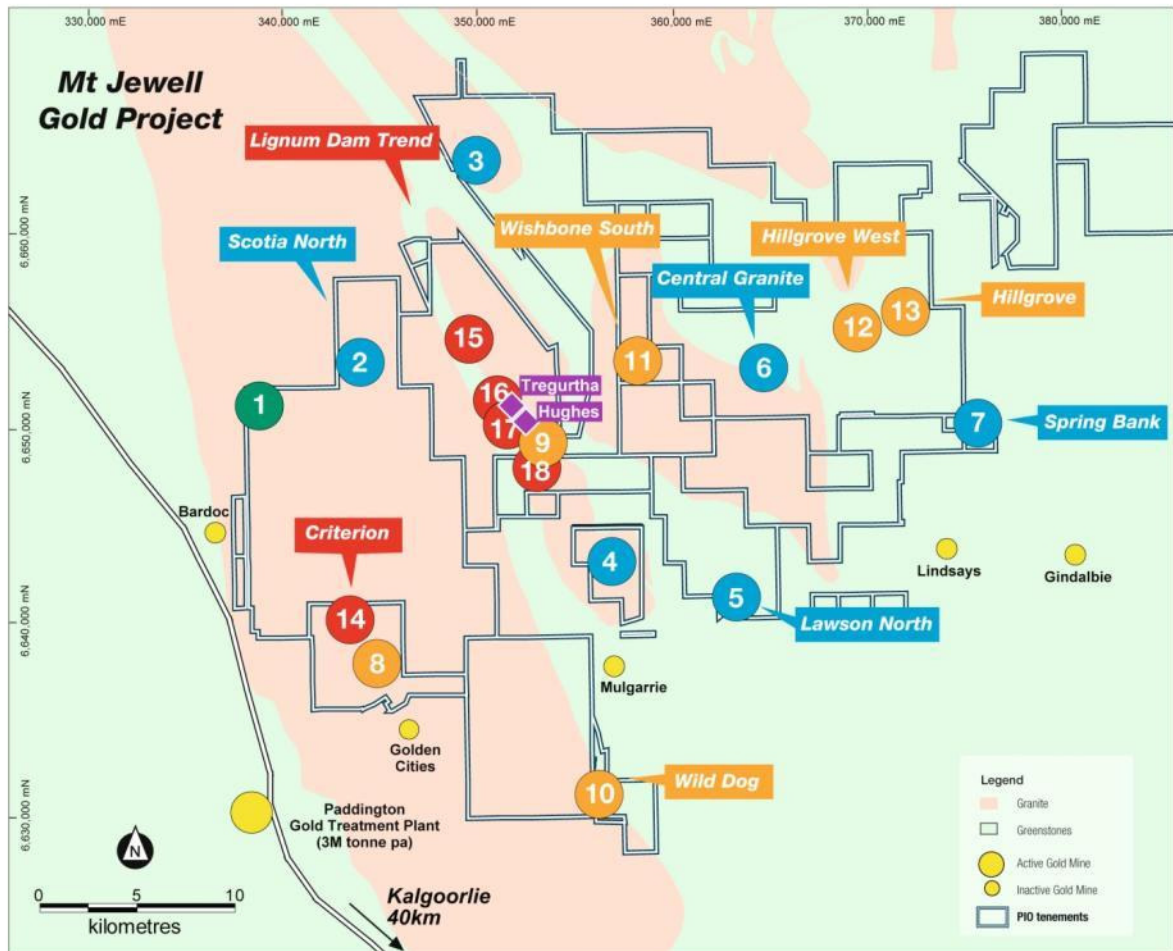 330,000 mE
340,000 mE
350,000 mE
360,000 mE
370,000 mE
380,000 mE
Mt Jewell
Gold Project
Lignum Dam Trend
3
6,660,000 mN
Scotia North
Wishbone South
Hillgrove West
Central Granite
Hillgrove
13
12
15
2
11
6
16
Tregurtha
1
Hughes
17
9
7
Spring Bank
6,650,000 mN
18
Bardoc
Criterion
4
Lindsays
Gindalbie
5
Lawson North
14
6,640,000 mN
8
Mulgarrie
Golden
Cities
10
Wild Dog
6,630,000 mN
Paddington
Gold Treatment Plant
(3M tonne pa)
N
0
5
10
kilometres
Kalgoorlie
40km
Legend
Granite
Greenstones
Active Gold Mine
Inactive Gold Mine
PIO tenements